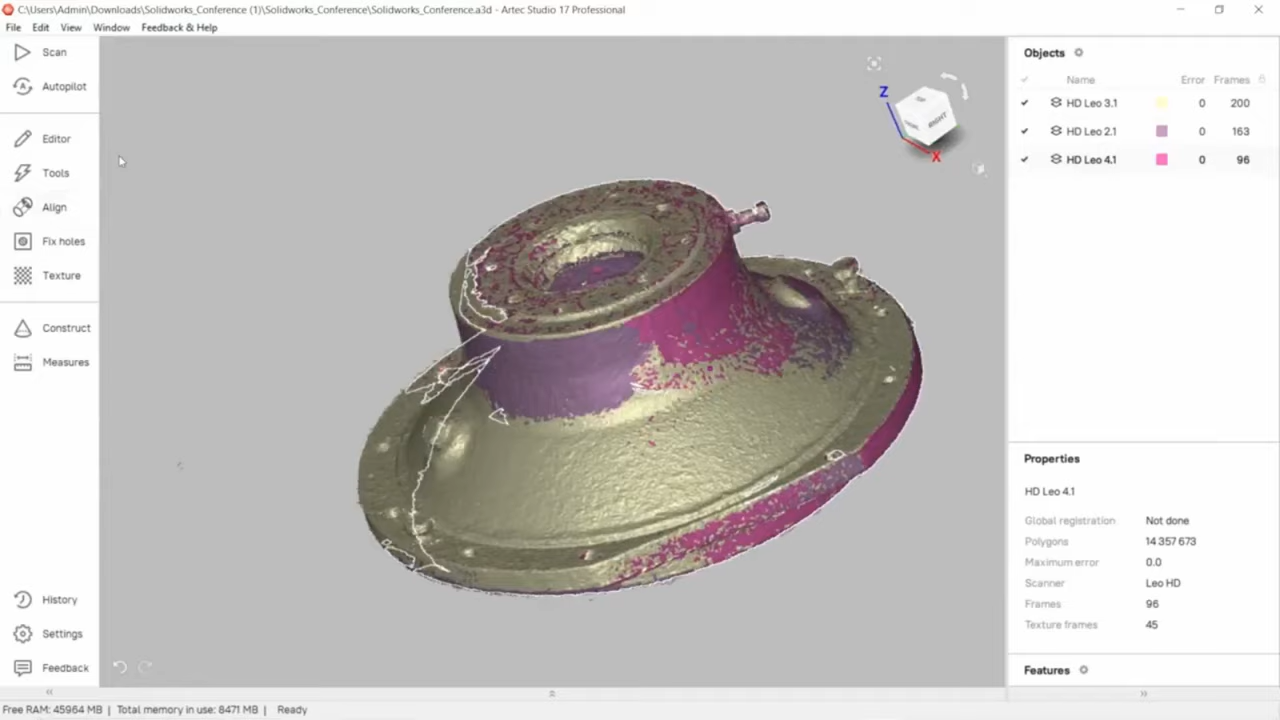 C:\Users\Admin\Downloads\Solidworks_Conference (1)\Solidworks_Conference\Solidworks_Conference.a3d - Artec Studio 17 Professional
File Edit View Window Feedback & Help
Scan
Autopilot
Editor
Tools
Align
Fix holes
Texture
Construct
Measures
History
Settings
Feedback
Z
RIGHT
X
Objects
Name Error Frames
HD Leo 3.1 0 200
HD Leo 2.1 0 163
HD Leo 4.1 0 96
Properties
HD Leo 4.1
Global registration Not done
Polygons 14 357 673
Maximum error 0.0
Scanner Leo HD
Frames 96
Texture frames 45
Features
Free RAM: 45964 MB | Total memory in use: 8471 MB | Ready